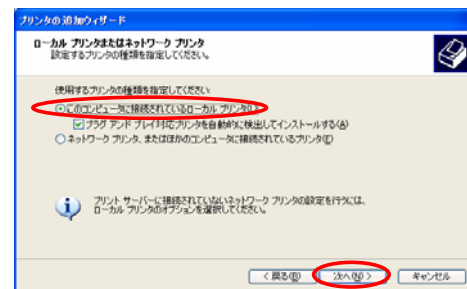 プリンタの追加ウィザード
ローカル プリンタまたはネットワーク プリンタ
設定するプリンタの種類を指定してください。
使用するプリンタの種類を指定してください:
このコンピュータに接続されているローカル プリンタ(L)
プラグ アンド プレイ対応プリンタを自動的に検出してインストールする(A)
ネットワーク プリンタ、またはほかのコンピュータに接続されているプリンタ(E)
プリント サーバーに接続されていないネットワーク プリンタの設定を行うには、
ローカル プリンタのオプションを選択してください。
< 戻る(B)
次へ(N) >
キャンセル